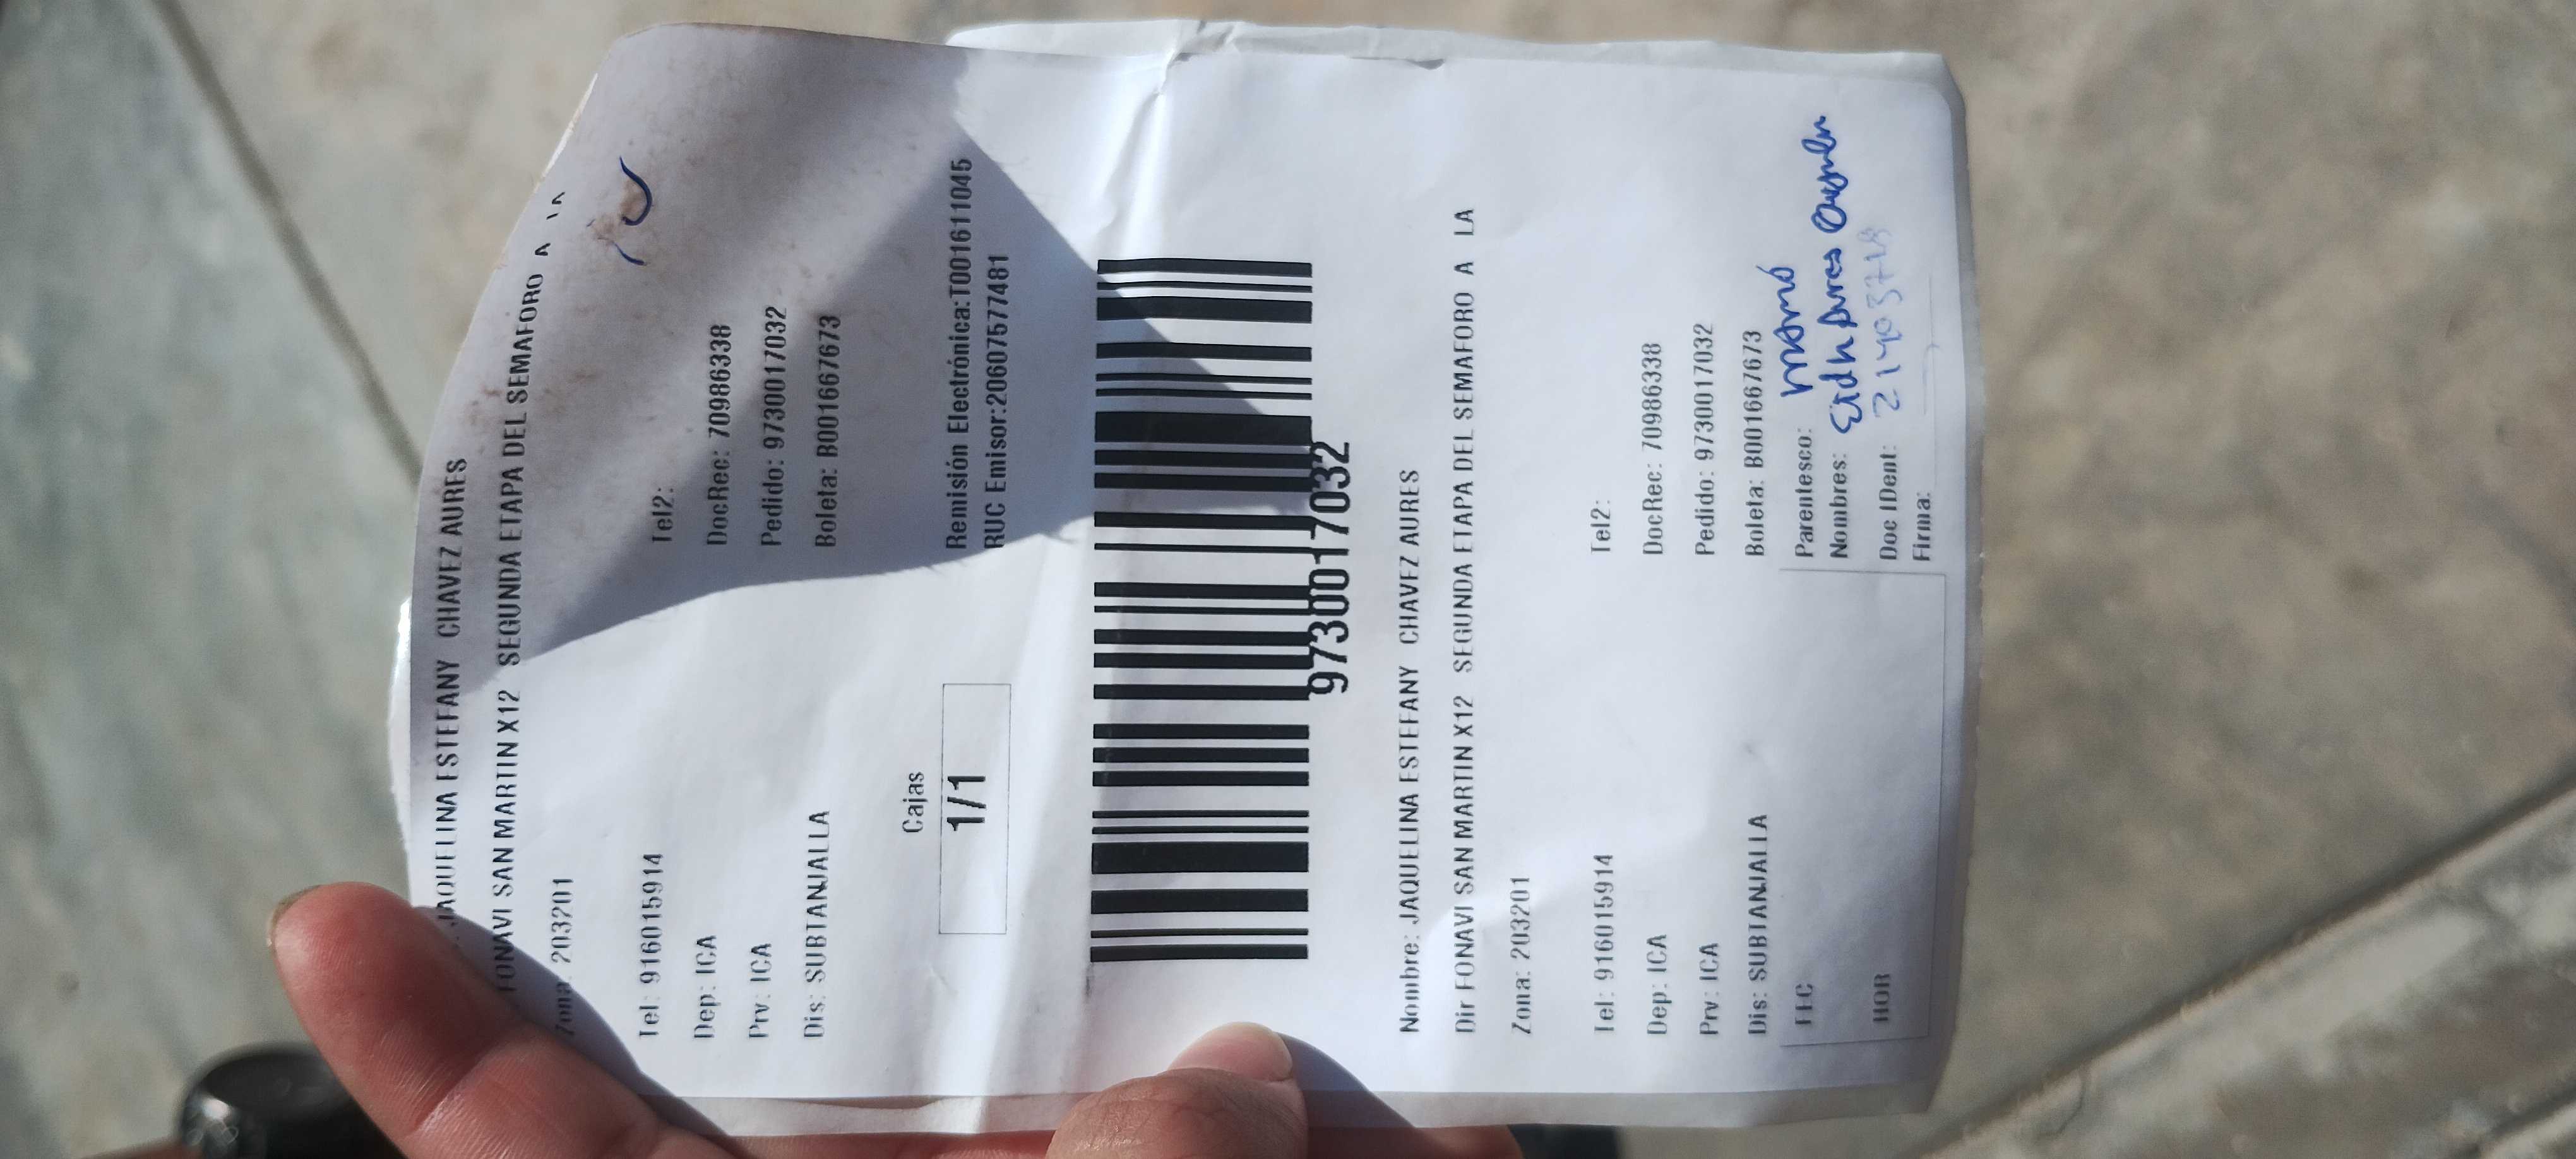 JAQUELINA ESTEFANY CHAVEZ AURES
FONAVI SAN MARTIN X12 SEGUNDA ETAPA DEL SEMAFORO A LA
Zona: 203201
Tel: 916015914 Tel2:
Dep: ICA DocRec: 70986338
Prv: ICA Pedido: 9730017032
Dis: SUBTANJALLA Boleta: B001667673
Cajas
1/1
Remisión Electrónica:T001611045
RUC Emisor:20607577481
9730017032
Nombre: JAQUELINA ESTEFANY CHAVEZ AURES
Dir FONAVI SAN MARTIN X12 SEGUNDA ETAPA DEL SEMAFORO A LA
Zona: 203201
Tel: 916015914 Tel2:
Dep: ICA DocRec: 70986338
Prv: ICA Pedido: 9730017032
Dis: SUBTANJALLA Boleta: B001667673
FEC Parentesco: mamá
Nombres: Aures
HOR Doc IDent:
Firma: